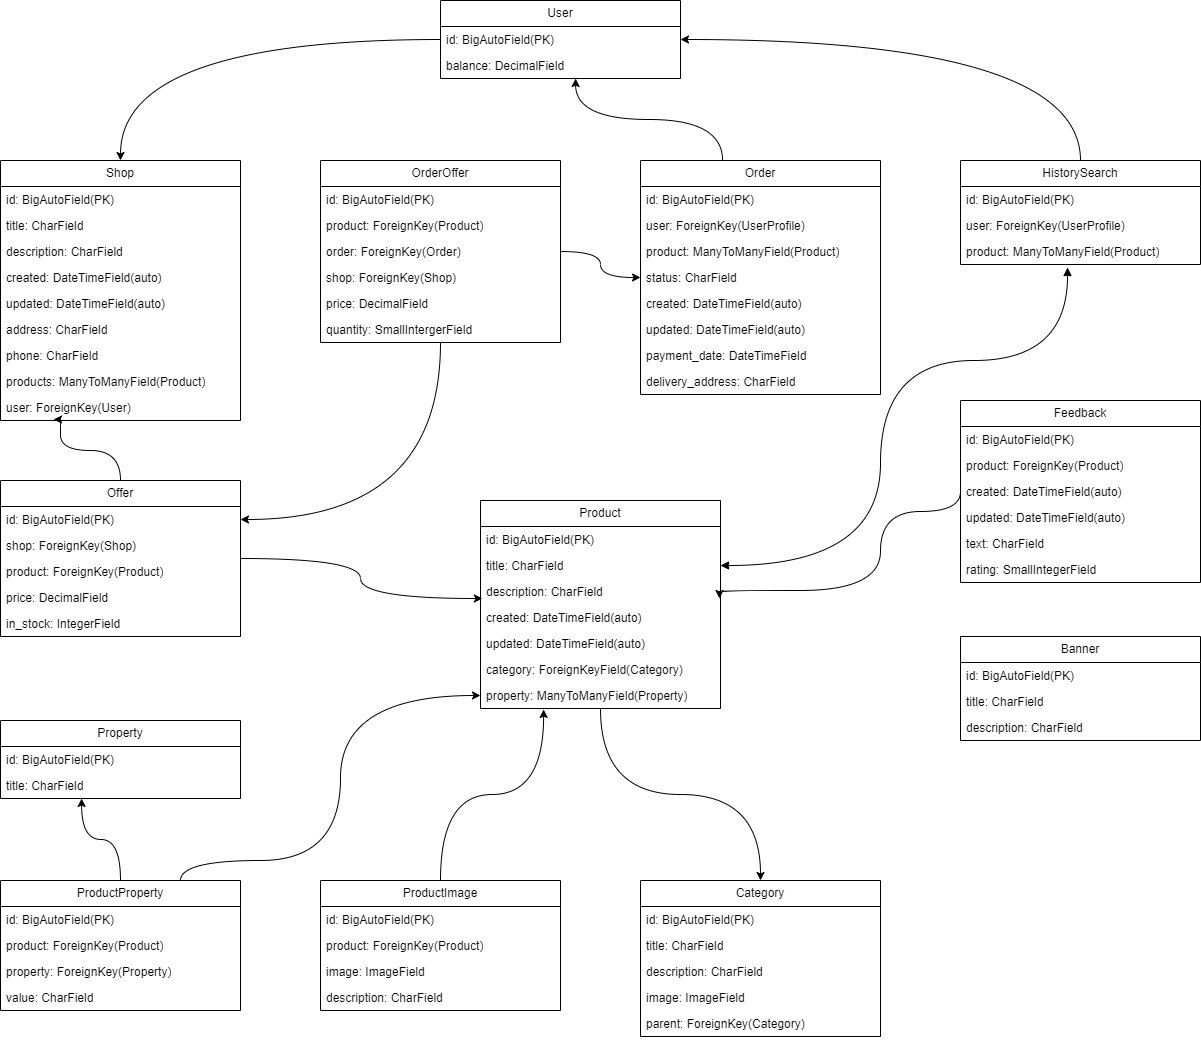 User
id: BigAutoField(PK)
balance: DecimalField
Shop
id: BigAutoField(PK)
title: CharField
description: CharField
created: DateTimeField(auto)
updated: DateTimeField(auto)
address: CharField
phone: CharField
products: ManyToManyField(Product)
user: ForeignKey(User)
OrderOffer
id: BigAutoField(PK)
product: ForeignKey(Product)
order: ForeignKey(Order)
shop: ForeignKey(Shop)
price: DecimalField
quantity: SmallIntergerField
Order
id: BigAutoField(PK)
user: ForeignKey(UserProfile)
product: ManyToManyField(Product)
status: CharField
created: DateTimeField(auto)
updated: DateTimeField(auto)
payment_date: DateTimeField
delivery_address: CharField
HistorySearch
id: BigAutoField(PK)
user: ForeignKey(UserProfile)
product: ManyToManyField(Product)
Feedback
id: BigAutoField(PK)
product: ForeignKey(Product)
created: DateTimeField(auto)
updated: DateTimeField(auto)
text: CharField
rating: SmallIntegerField
Offer
id: BigAutoField(PK)
shop: ForeignKey(Shop)
product: ForeignKey(Product)
price: DecimalField
in_stock: IntegerField
Product
id: BigAutoField(PK)
title: CharField
description: CharField
created: DateTimeField(auto)
updated: DateTimeField(auto)
category: ForeignKeyField(Category)
property: ManyToManyField(Property)
Banner
id: BigAutoField(PK)
title: CharField
description: CharField
Property
id: BigAutoField(PK)
title: CharField
ProductProperty
id: BigAutoField(PK)
product: ForeignKey(Product)
property: ForeignKey(Property)
value: CharField
ProductImage
id: BigAutoField(PK)
product: ForeignKey(Product)
image: ImageField
description: CharField
Category
id: BigAutoField(PK)
title: CharField
description: CharField
image: ImageField
parent: ForeignKey(Category)